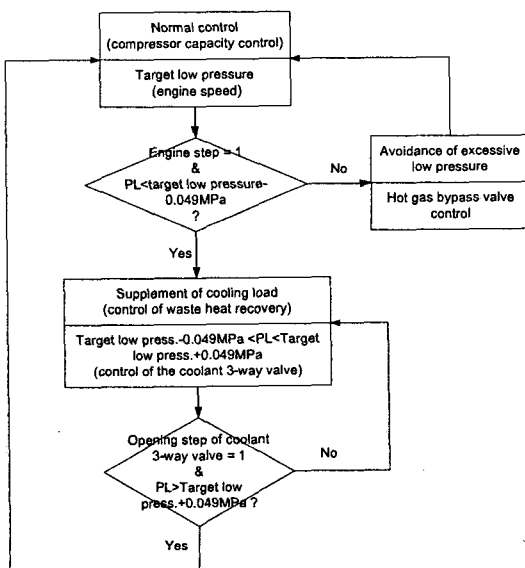 Normal control
(compressor capacity control)
Target low pressure
(engine speed)
Engine step = 1
&
PL<target low pressure-
0.049MPa
?
No
Avoidance of excessive
low pressure
Hot gas bypass valve
control
Yes
Supplement of cooling load
(control of waste heat recovery)
Target low press.-0.049MPa <PL<Target
low press.+0.049MPa
(control of the coolant 3-way valve)
Opening step of coolant
3-way valve = 1
&
PL>Target low
press.+0.049MPa ?
No
Yes